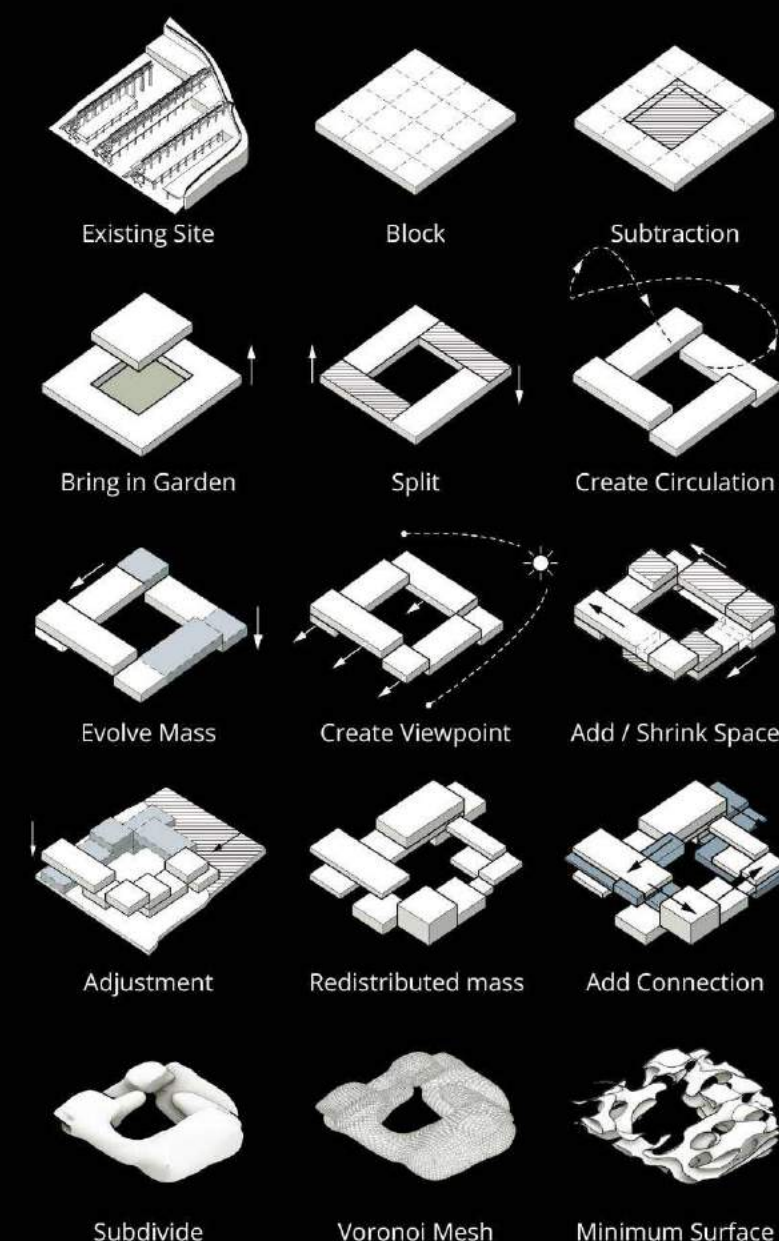 Existing Site
Block
Subtraction
Bring in Garden
Split
Create Circulation
Evolve Mass
Create Viewpoint
Add / Shrink Space
Adjustment
Redistributed mass
Add Connection
Subdivide
Voronoi Mesh
Minimum Surface